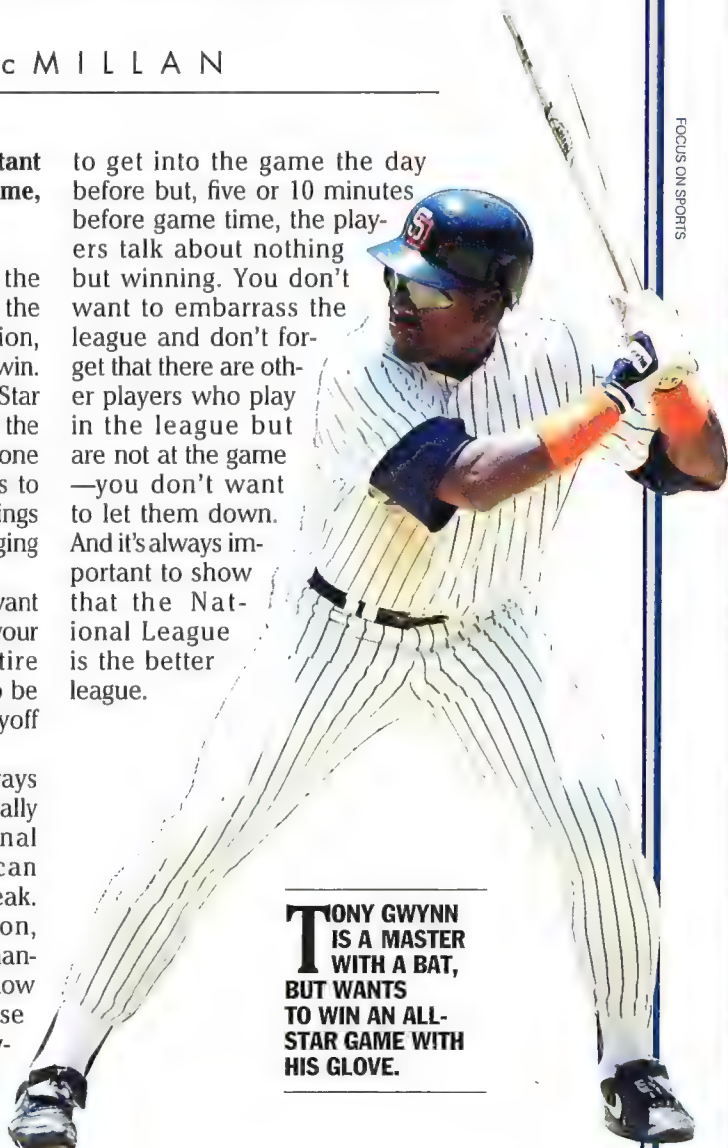 cMILLAN
tant
me,
the
the
ion,
win.
Star
the
one
s to
ings
ging
vant
your
tire
o be
yoff
ays
ally
nal
can
eak.
on,
an-
ow
se
y-
to get into the game the day
before but, five or 10 minutes
before game time, the play-
ers talk about nothing
but winning. You don't
want to embarrass the
league and don't for-
get that there are oth-
er players who play
in the league but
are not at the game
—you don't want
to let them down.
And it's always im-
portant to show
that the Nat-
ional League
is the better
league.
FOCUS ON SPORTS
SD
TONY GWYNN
IS A MASTER
WITH A BAT,
BUT WANTS
TO WIN AN ALL-
STAR GAME WITH
HIS GLOVE.